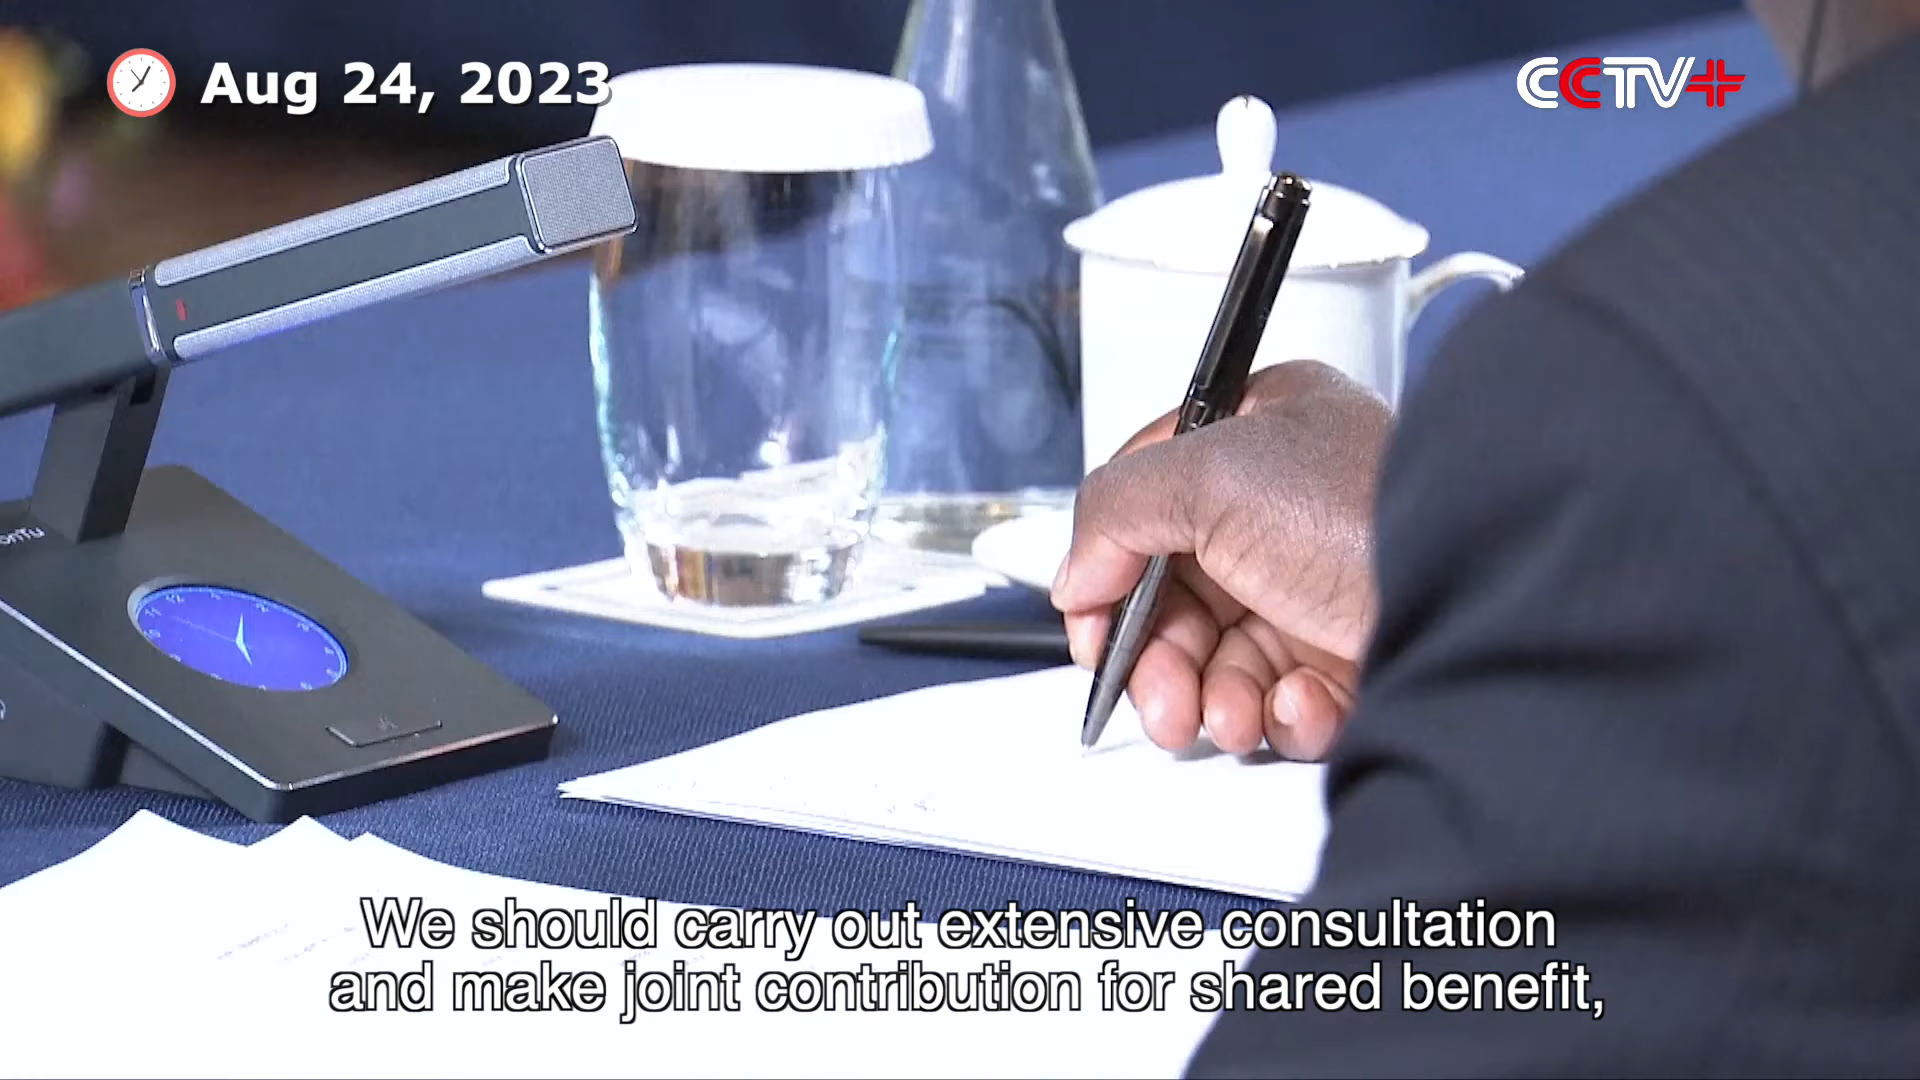 Aug 24, 2023
CCTV+
We should carry out extensive consultation
and make joint contribution for shared benefit,